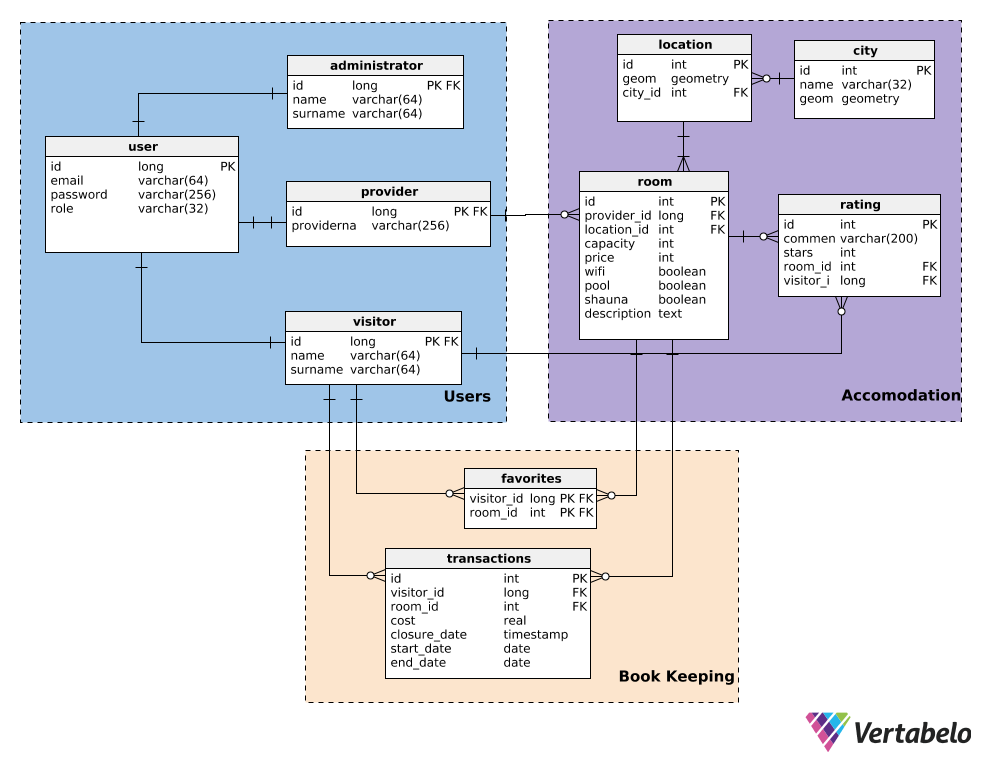 administrator
id long PK FK
name varchar(64)
surname varchar(64)
user
id long PK
email varchar(64)
password varchar(256)
role varchar(32)
provider
id long PK FK
providerna varchar(256)
visitor
id long PK FK
name varchar(64)
surname varchar(64)
Users
location
id int PK
geom geometry
city_id int FK
city
id int PK
name varchar(32)
geom geometry
room
id int PK
provider_id long FK
location_id int FK
capacity int
price int
wifi boolean
pool boolean
shauna boolean
description text
rating
id int PK
commen varchar(200)
stars int
room_id int FK
visitor_i long FK
Accomodation
favorites
visitor_id long PK FK
room_id int PK FK
transactions
id int PK
visitor_id long FK
room_id int FK
cost real
closure_date timestamp
start_date date
end_date date
Book Keeping
Vertabelo